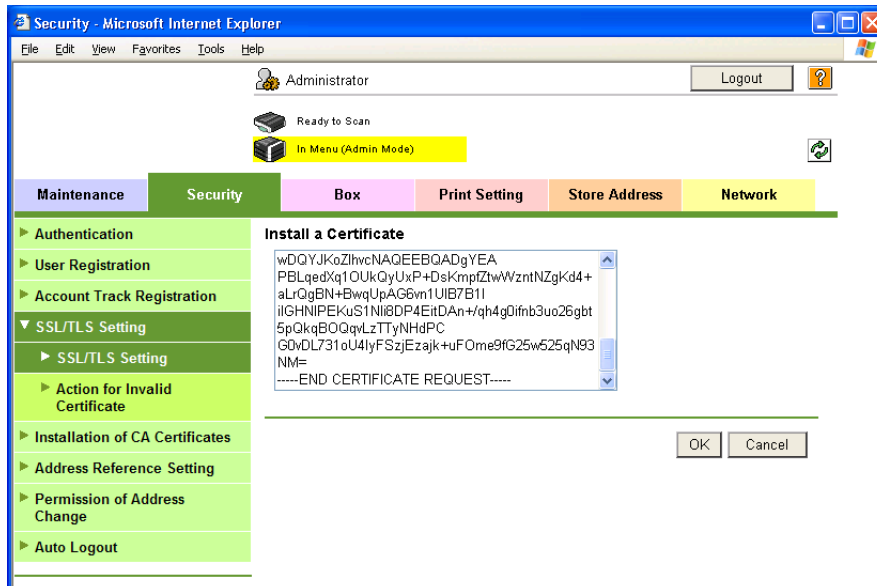 Security - Microsoft Internet Explorer
File Edit View Favorites Tools Help
Administrator
Logout
?
Ready to Scan
In Menu (Admin Mode)
Maintenance Security Box Print Setting Store Address Network
Authentication
User Registration
Account Track Registration
SSL/TLS Setting
SSL/TLS Setting
Action for Invalid
Certificate
Installation of CA Certificates
Address Reference Setting
Permission of Address
Change
Auto Logout
Install a Certificate
wDQYJKoZIhvcNAQEEBQADgYEA
PBLqedXq1OUkQyUxP+DsKmpfZtwWzntNZgKd4+
aLrQgBN+BwqUpAG6vn1UIB7B1I
ilGHNIPEKuS1Nli8DP4EitDAn+/qh4g0ifnb3uo26gbt
5pQkqBOQqvLzTTyNHdPC
G0vDL731oU4IyFSzjEzajk+uFOme9fG25w525qN93
NM=
-----END CERTIFICATE REQUEST-----
OK Cancel